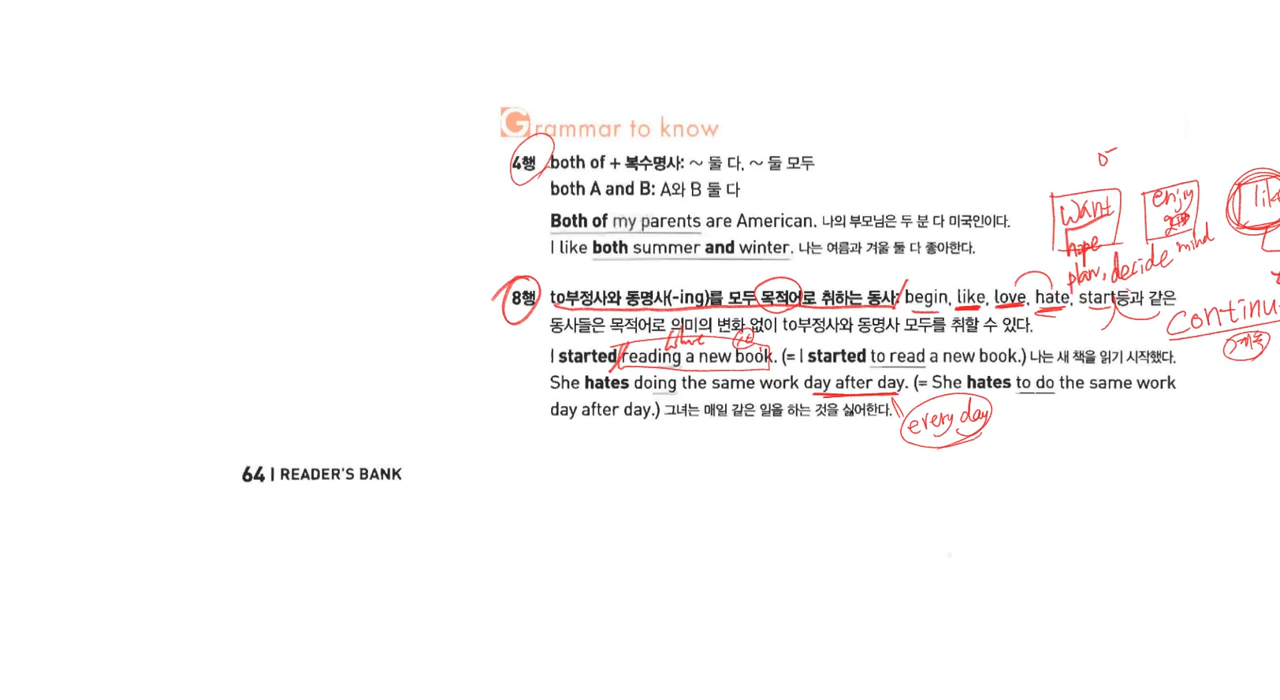 Grammar to know
4행 both of + 복수명사: ~ 둘 다, ~ 둘 모두
both A and B: A와 B 둘 다
Both of my parents are American. 나의 부모님은 두 분 다 미국인이다.
I like both summer and winter. 나는 여름과 겨울 둘 다 좋아한다.
want
hope
plan, decide
enjoy
mind
8행 to부정사와 동명사(-ing)를 모두 목적어로 취하는 동사: begin, like, love, hate, start등과 같은
동사들은 목적어로 의미의 변화 없이 to부정사와 동명사 모두를 취할 수 있다.
I started reading a new book. (= I started to read a new book.) 나는 새 책을 읽기 시작했다.
She hates doing the same work day after day. (= She hates to do the same work
day after day.) 그녀는 매일 같은 일을 하는 것을 싫어한다.
every day
64 | READER'S BANK